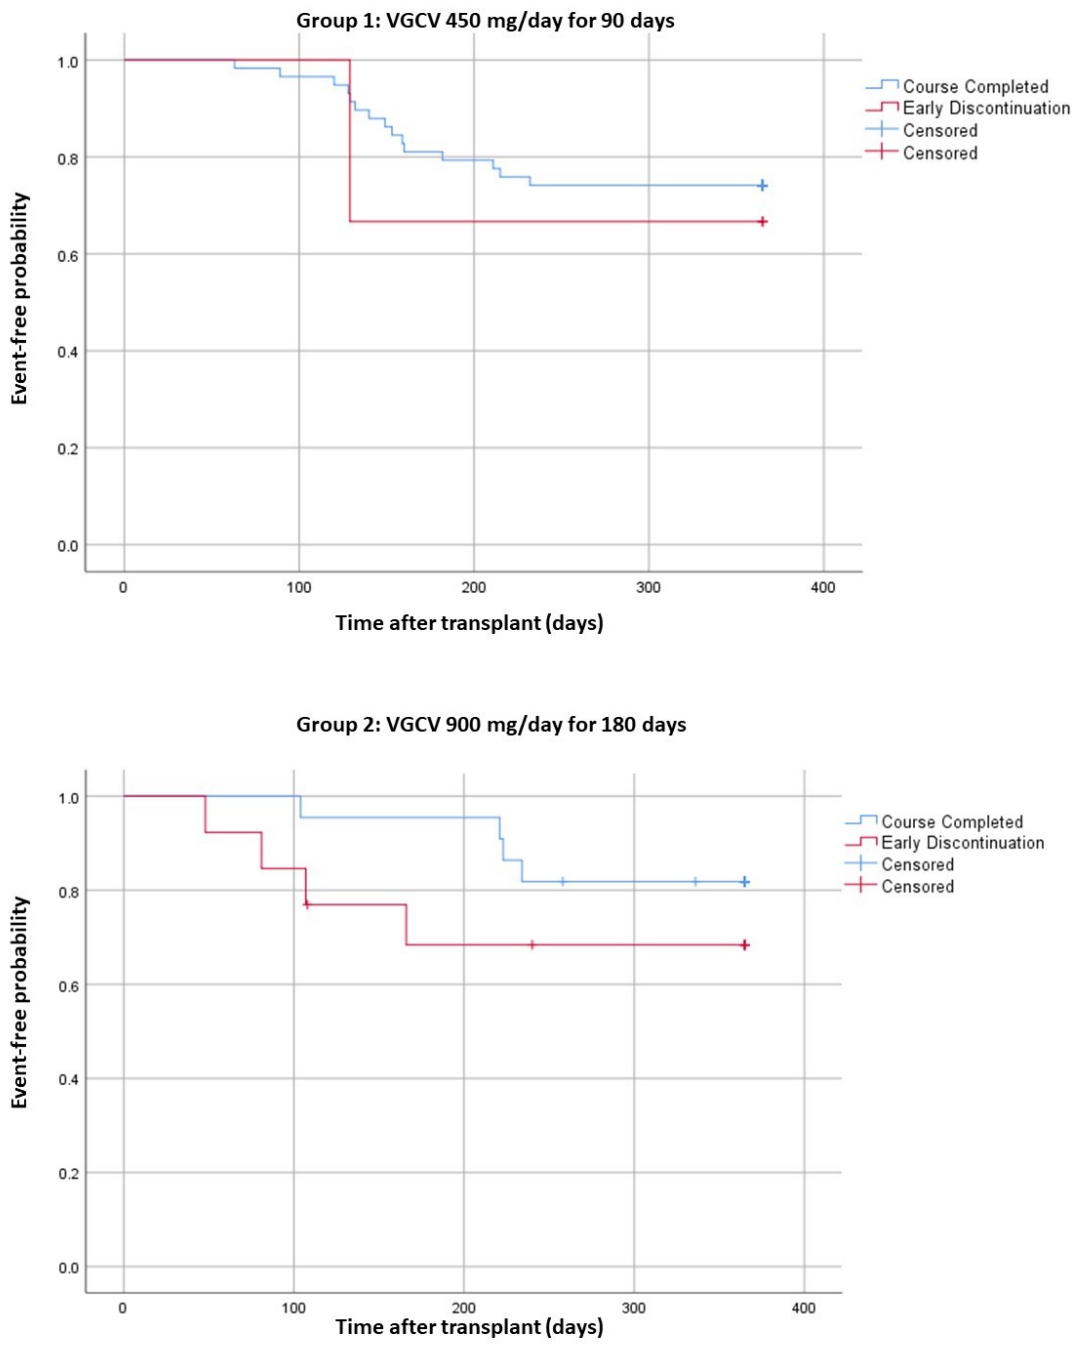 Group 1: VGCV 450 mg/day for 90 days
1.0
0.8
0.6
0.4
0.2
0.0
Event-free probability
0 100 200 300 400
Time after transplant (days)
Course Completed
Early Discontinuation
Censored
Censored
Group 2: VGCV 900 mg/day for 180 days
1.0
0.8
0.6
0.4
0.2
0.0
Event-free probability
0 100 200 300 400
Time after transplant (days)
Course Completed
Early Discontinuation
Censored
Censored